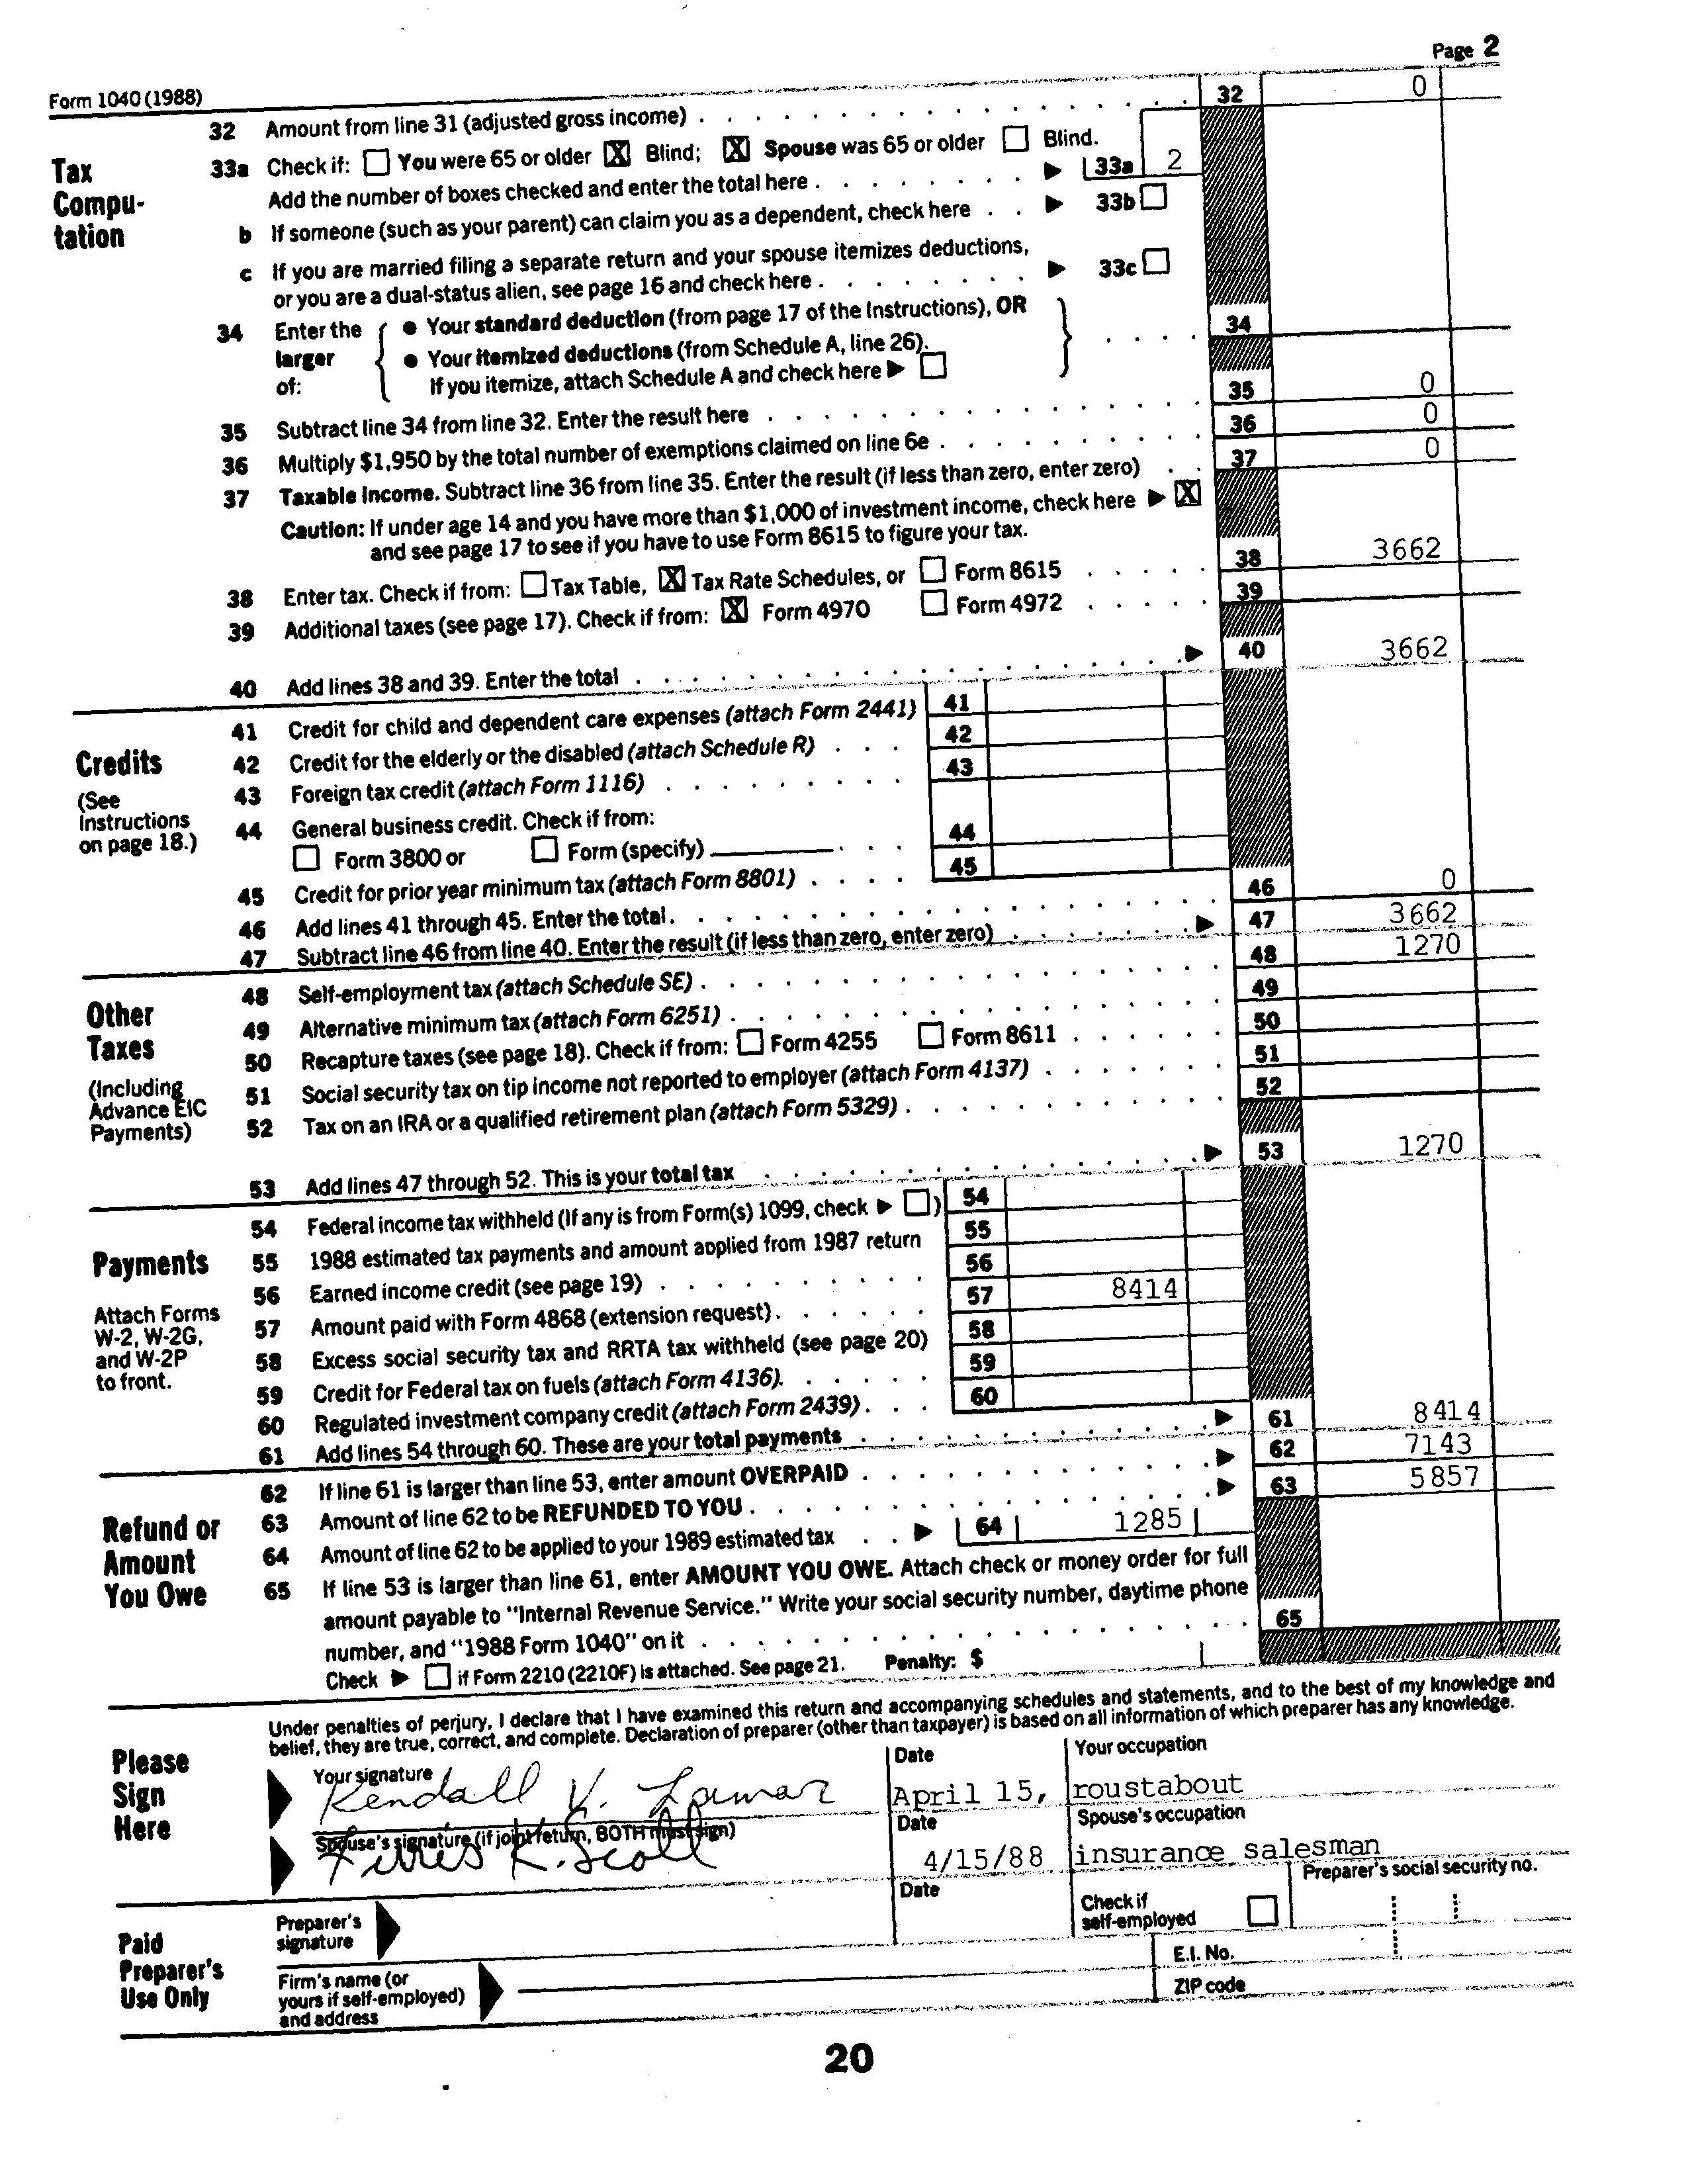 Page 2
Form 1040 (1988)
32 Amount from line 31 (adjusted gross income) 32 0
Tax Compu- tation
33a Check if: You were 65 or older X Blind; X Spouse was 65 or older Blind.
Add the number of boxes checked and enter the total here 33a 2
b If someone (such as your parent) can claim you as a dependent, check here 33b
c If you are married filing a separate return and your spouse itemizes deductions,
or you are a dual-status alien, see page 16 and check here 33c
34 Enter the larger of: { • Your standard deduction (from page 17 of the Instructions), OR
• Your itemized deductions (from Schedule A, line 26).
If you itemize, attach Schedule A and check here } 34
35 Subtract line 34 from line 32. Enter the result here 35 0
36 Multiply $1,950 by the total number of exemptions claimed on line 6e 36 0
37 Taxable income. Subtract line 36 from line 35. Enter the result (if less than zero, enter zero) 37 0
Caution: If under age 14 and you have more than $1,000 of investment income, check here X
and see page 17 to see if you have to use Form 8615 to figure your tax.
38 Enter tax. Check if from: Tax Table, X Tax Rate Schedules, or Form 8615 38 3662
39 Additional taxes (see page 17). Check if from: X Form 4970 Form 4972 39
40 Add lines 38 and 39. Enter the total 40 3662
Credits
(See Instructions on page 18.)
41 Credit for child and dependent care expenses (attach Form 2441) 41
42 Credit for the elderly or the disabled (attach Schedule R) 42
43 Foreign tax credit (attach Form 1116) 43
44 General business credit. Check if from:
Form 3800 or Form (specify) 44
45 Credit for prior year minimum tax (attach Form 8801) 45
46 Add lines 41 through 45. Enter the total 46 0
47 Subtract line 46 from line 40. Enter the result (if less than zero, enter zero) 47 3662
Other Taxes
(Including Advance EIC Payments)
48 Self-employment tax (attach Schedule SE) 48 1270
49 Alternative minimum tax (attach Form 6251) 49
50 Recapture taxes (see page 18). Check if from: Form 4255 Form 8611 50
51 Social security tax on tip income not reported to employer (attach Form 4137) 51
52 Tax on an IRA or a qualified retirement plan (attach Form 5329) 52
53 Add lines 47 through 52. This is your total tax 53 1270
Payments
Attach Forms W-2, W-2G, and W-2P to front.
54 Federal income tax withheld (If any is from Form(s) 1099, check ) 54
55 1988 estimated tax payments and amount applied from 1987 return 55
56 Earned income credit (see page 19) 56
57 Amount paid with Form 4868 (extension request) 57 8414
58 Excess social security tax and RRTA tax withheld (see page 20) 58
59 Credit for Federal tax on fuels (attach Form 4136) 59
60 Regulated investment company credit (attach Form 2439) 60
61 Add lines 54 through 60. These are your total payments 61 8414
Refund or Amount You Owe
62 If line 61 is larger than line 53, enter amount OVERPAID 62 7143
63 Amount of line 62 to be REFUNDED TO YOU 63 5857
64 Amount of line 62 to be applied to your 1989 estimated tax 64 1285
65 If line 53 is larger than line 61, enter AMOUNT YOU OWE. Attach check or money order for full
amount payable to "Internal Revenue Service." Write your social security number, daytime phone
number, and "1988 Form 1040" on it 65
Check if Form 2210 (2210F) is attached. See page 21. Penalty: $
Please Sign Here
Under penalties of perjury, I declare that I have examined this return and accompanying schedules and statements, and to the best of my knowledge and
belief, they are true, correct, and complete. Declaration of preparer (other than taxpayer) is based on all information of which preparer has any knowledge.
Your signature Date Your occupation
Kendall V. Lamar April 15, roustabout
Spouse's signature (if joint return, BOTH must sign) Date Spouse's occupation
Ferris K. Scott 4/15/88 insurance salesman
Paid Preparer's Use Only
Preparer's signature Date Check if self-employed Preparer's social security no.
Firm's name (or yours if self-employed) and address E.I. No.
ZIP code
20